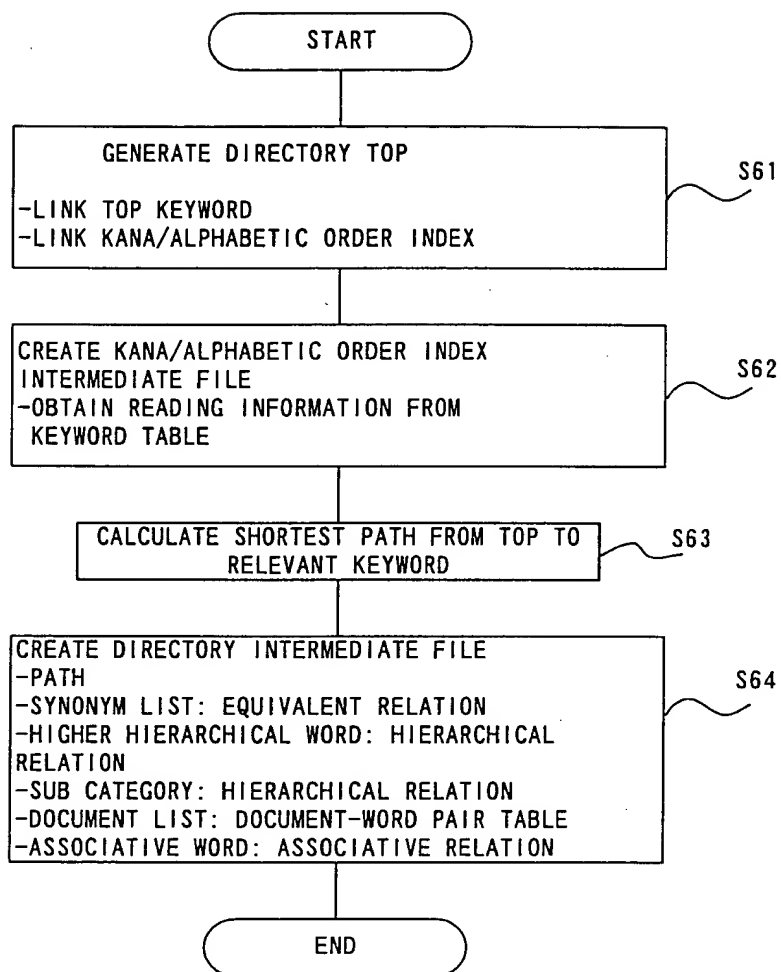 START
GENERATE DIRECTORY TOP
-LINK TOP KEYWORD
-LINK KANA/ALPHABETIC ORDER INDEX
S61
CREATE KANA/ALPHABETIC ORDER INDEX
INTERMEDIATE FILE
-OBTAIN READING INFORMATION FROM
KEYWORD TABLE
S62
CALCULATE SHORTEST PATH FROM TOP TO
RELEVANT KEYWORD
S63
CREATE DIRECTORY INTERMEDIATE FILE
-PATH
-SYNONYM LIST: EQUIVALENT RELATION
-HIGHER HIERARCHICAL WORD: HIERARCHICAL
RELATION
-SUB CATEGORY: HIERARCHICAL RELATION
-DOCUMENT LIST: DOCUMENT-WORD PAIR TABLE
-ASSOCIATIVE WORD: ASSOCIATIVE RELATION
S64
END